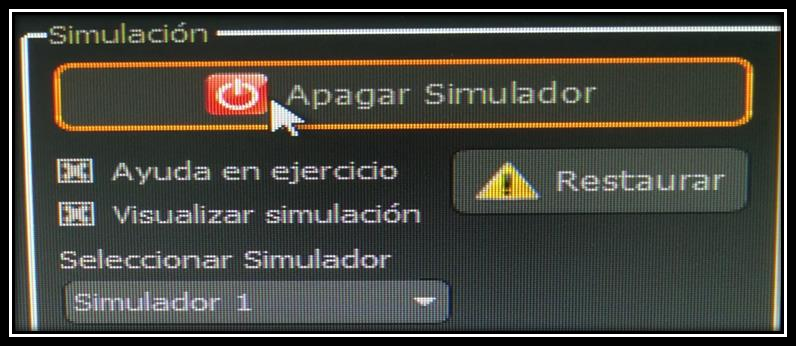 Simulación
Apagar Simulador
Ayuda en ejercicio
Restaurar
Visualizar simulación
Seleccionar Simulador
Simulador 1